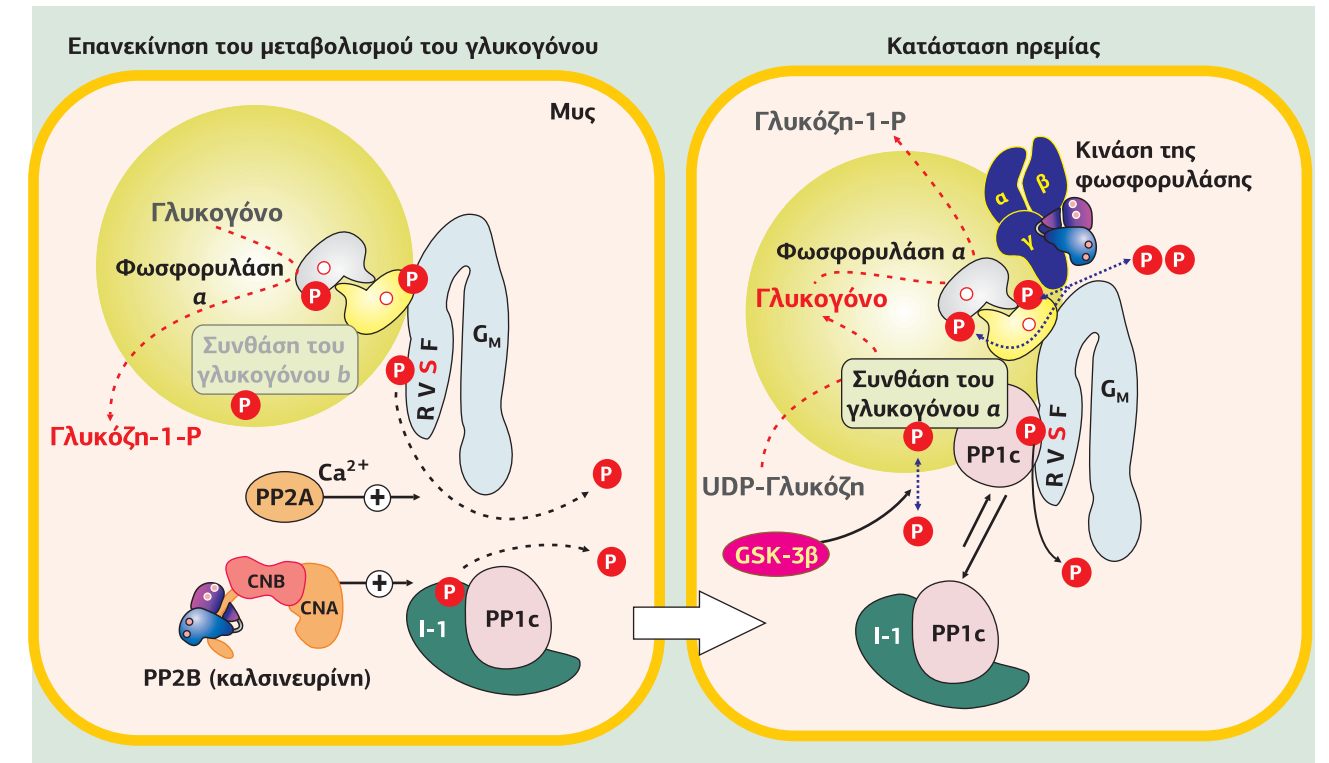 Επανεκίνηση του μεταβολισμού του γλυκογόνου
Μυς
Γλυκογόνο
Φωσφορυλάση
a
P
P
Συνθάση του
γλυκογόνου b
P
P
R V S F
G_M
Γλυκόζη-1-P
PP2A
Ca²⁺
+
P
P
CNB
CNA
+
P
I-1
PP1c
PP2B (καλσινευρίνη)
Κατάσταση ηρεμίας
Γλυκόζη-1-P
Κινάση της
φωσφορυλάσης
α
β
γ
P P
Φωσφορυλάση a
Γλυκογόνο
P
P
Συνθάση του
γλυκογόνου a
P
P
PP1c
R V S F
G_M
UDP-Γλυκόζη
P
GSK-3β
P
I-1
PP1c